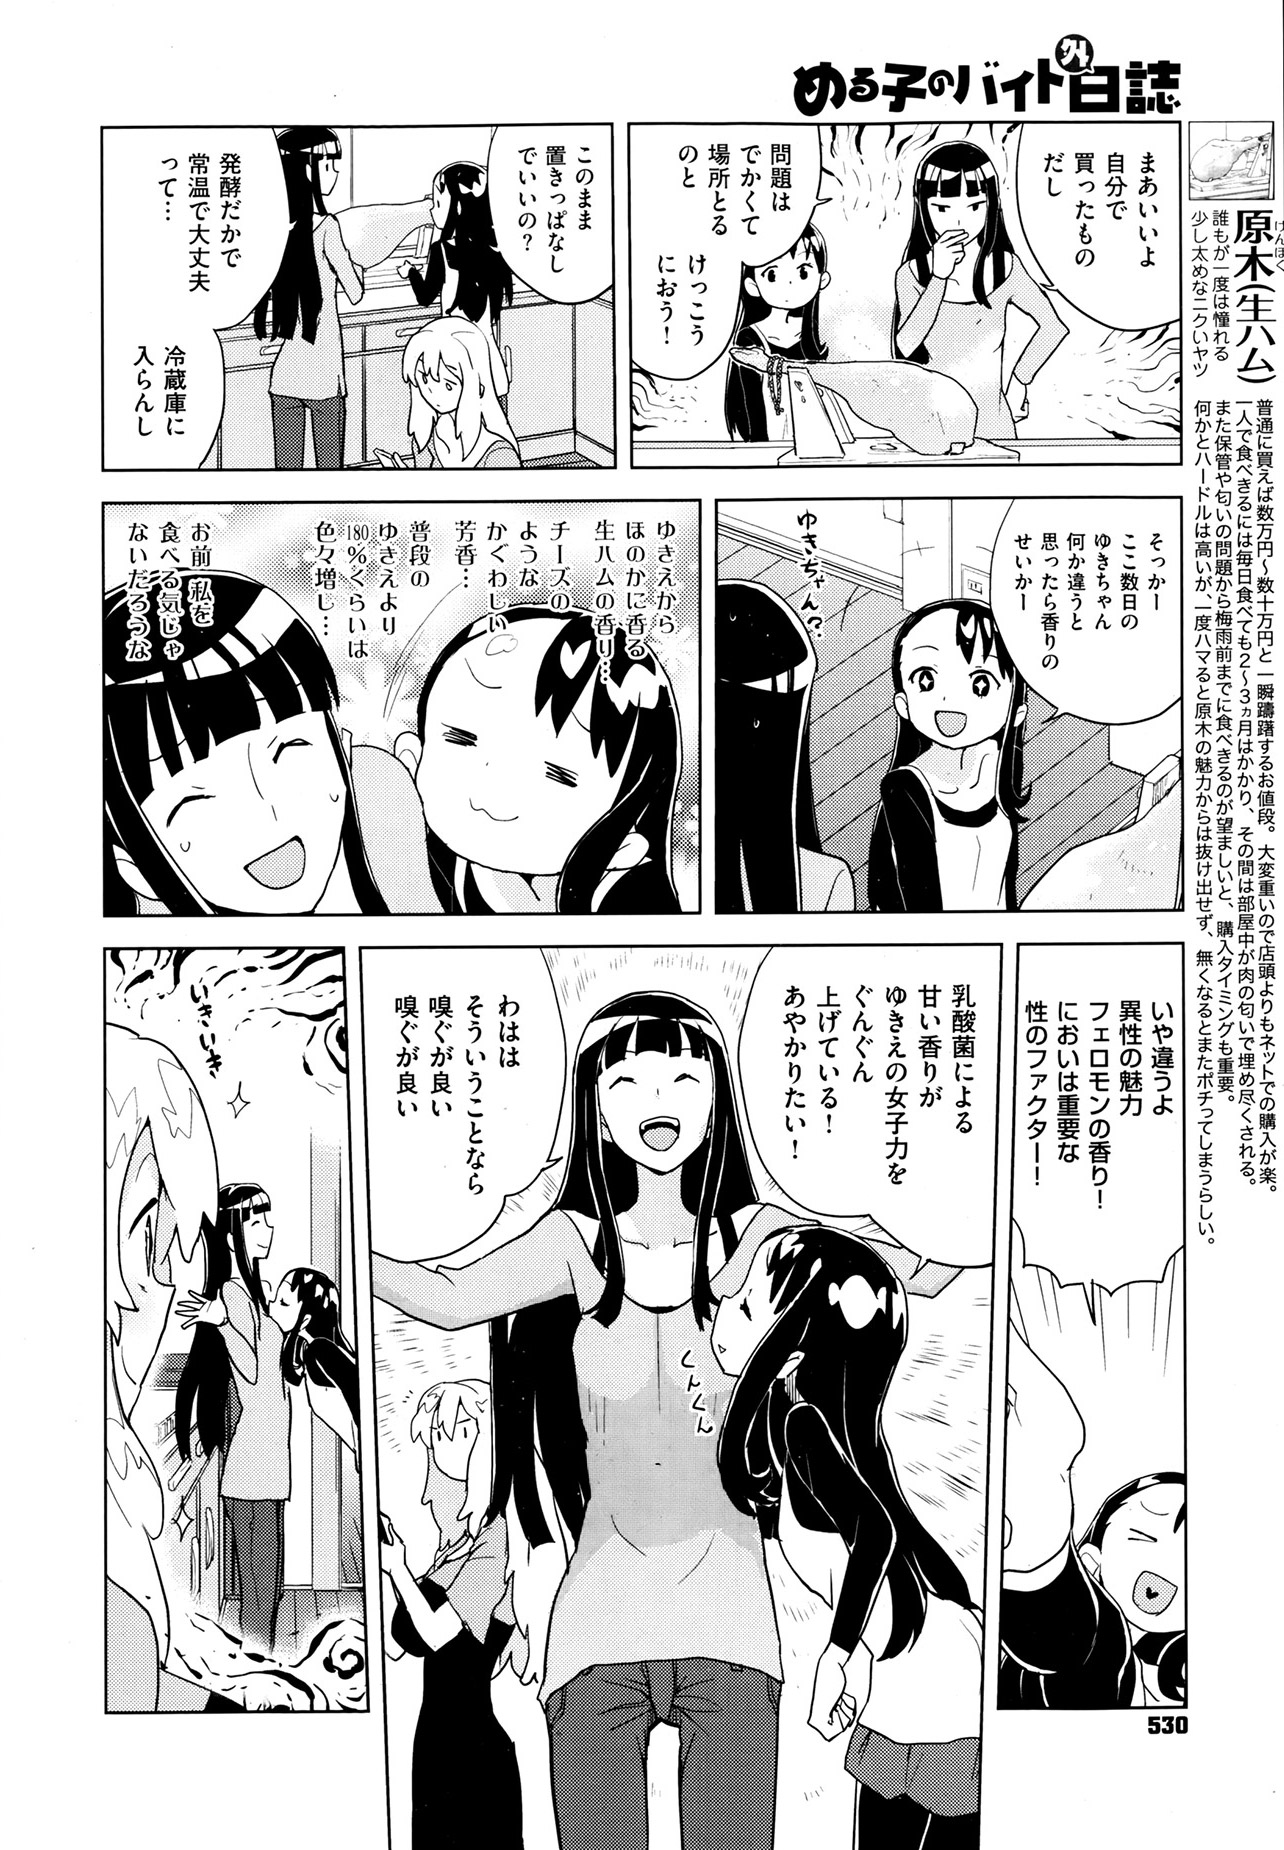 める子のバイト外日誌
原木(生ハム)
げんぼく
誰もが一度は憧れる
少し太めなニクいヤツ
普通に買えば数万円〜数十万円と一瞬躊躇するお値段。大変重いので店頭よりもネットでの購入が楽。
一人で食べきるには毎日食べても2〜3ヵ月はかかり、その間は部屋中が肉の匂いで埋め尽くされる。
また保管や匂いの問題から梅雨前までに食べきるのが望ましいと、購入タイミングも重要。
何かとハードルは高いが、一度ハマると原木の魅力からは抜け出せず、無くなるとまたポチってしまうらしい。
まあいいよ
自分で
買ったもの
だし
問題は
でかくて
場所とる
のと
けっこう
におう!
このまま
置きっぱなし
でいいの?
発酵だかで
常温で大丈夫
って…
冷蔵庫に
入らんし
そっかー
ここ数日の
ゆきちゃん
何か違うと
思ったら香りの
せいかー
ゆきちゃん?
ゆきえから
ほのかに香る
生ハムの香り…
チーズの
ような
かぐわしい
芳香…
普段の
ゆきえより
180%くらいは
色々増し…
お前、私を
食べる気じゃ
ないだろうな
いや違うよ
異性の魅力
フェロモンの香り!
においは重要な
性のファクター!
乳酸菌による
甘い香りが
ゆきえの女子力を
ぐんぐん
上げている!
あやかりたい!
くんくん
わはは
そういうことなら
嗅ぐが良い
嗅ぐが良い
いきいき
530